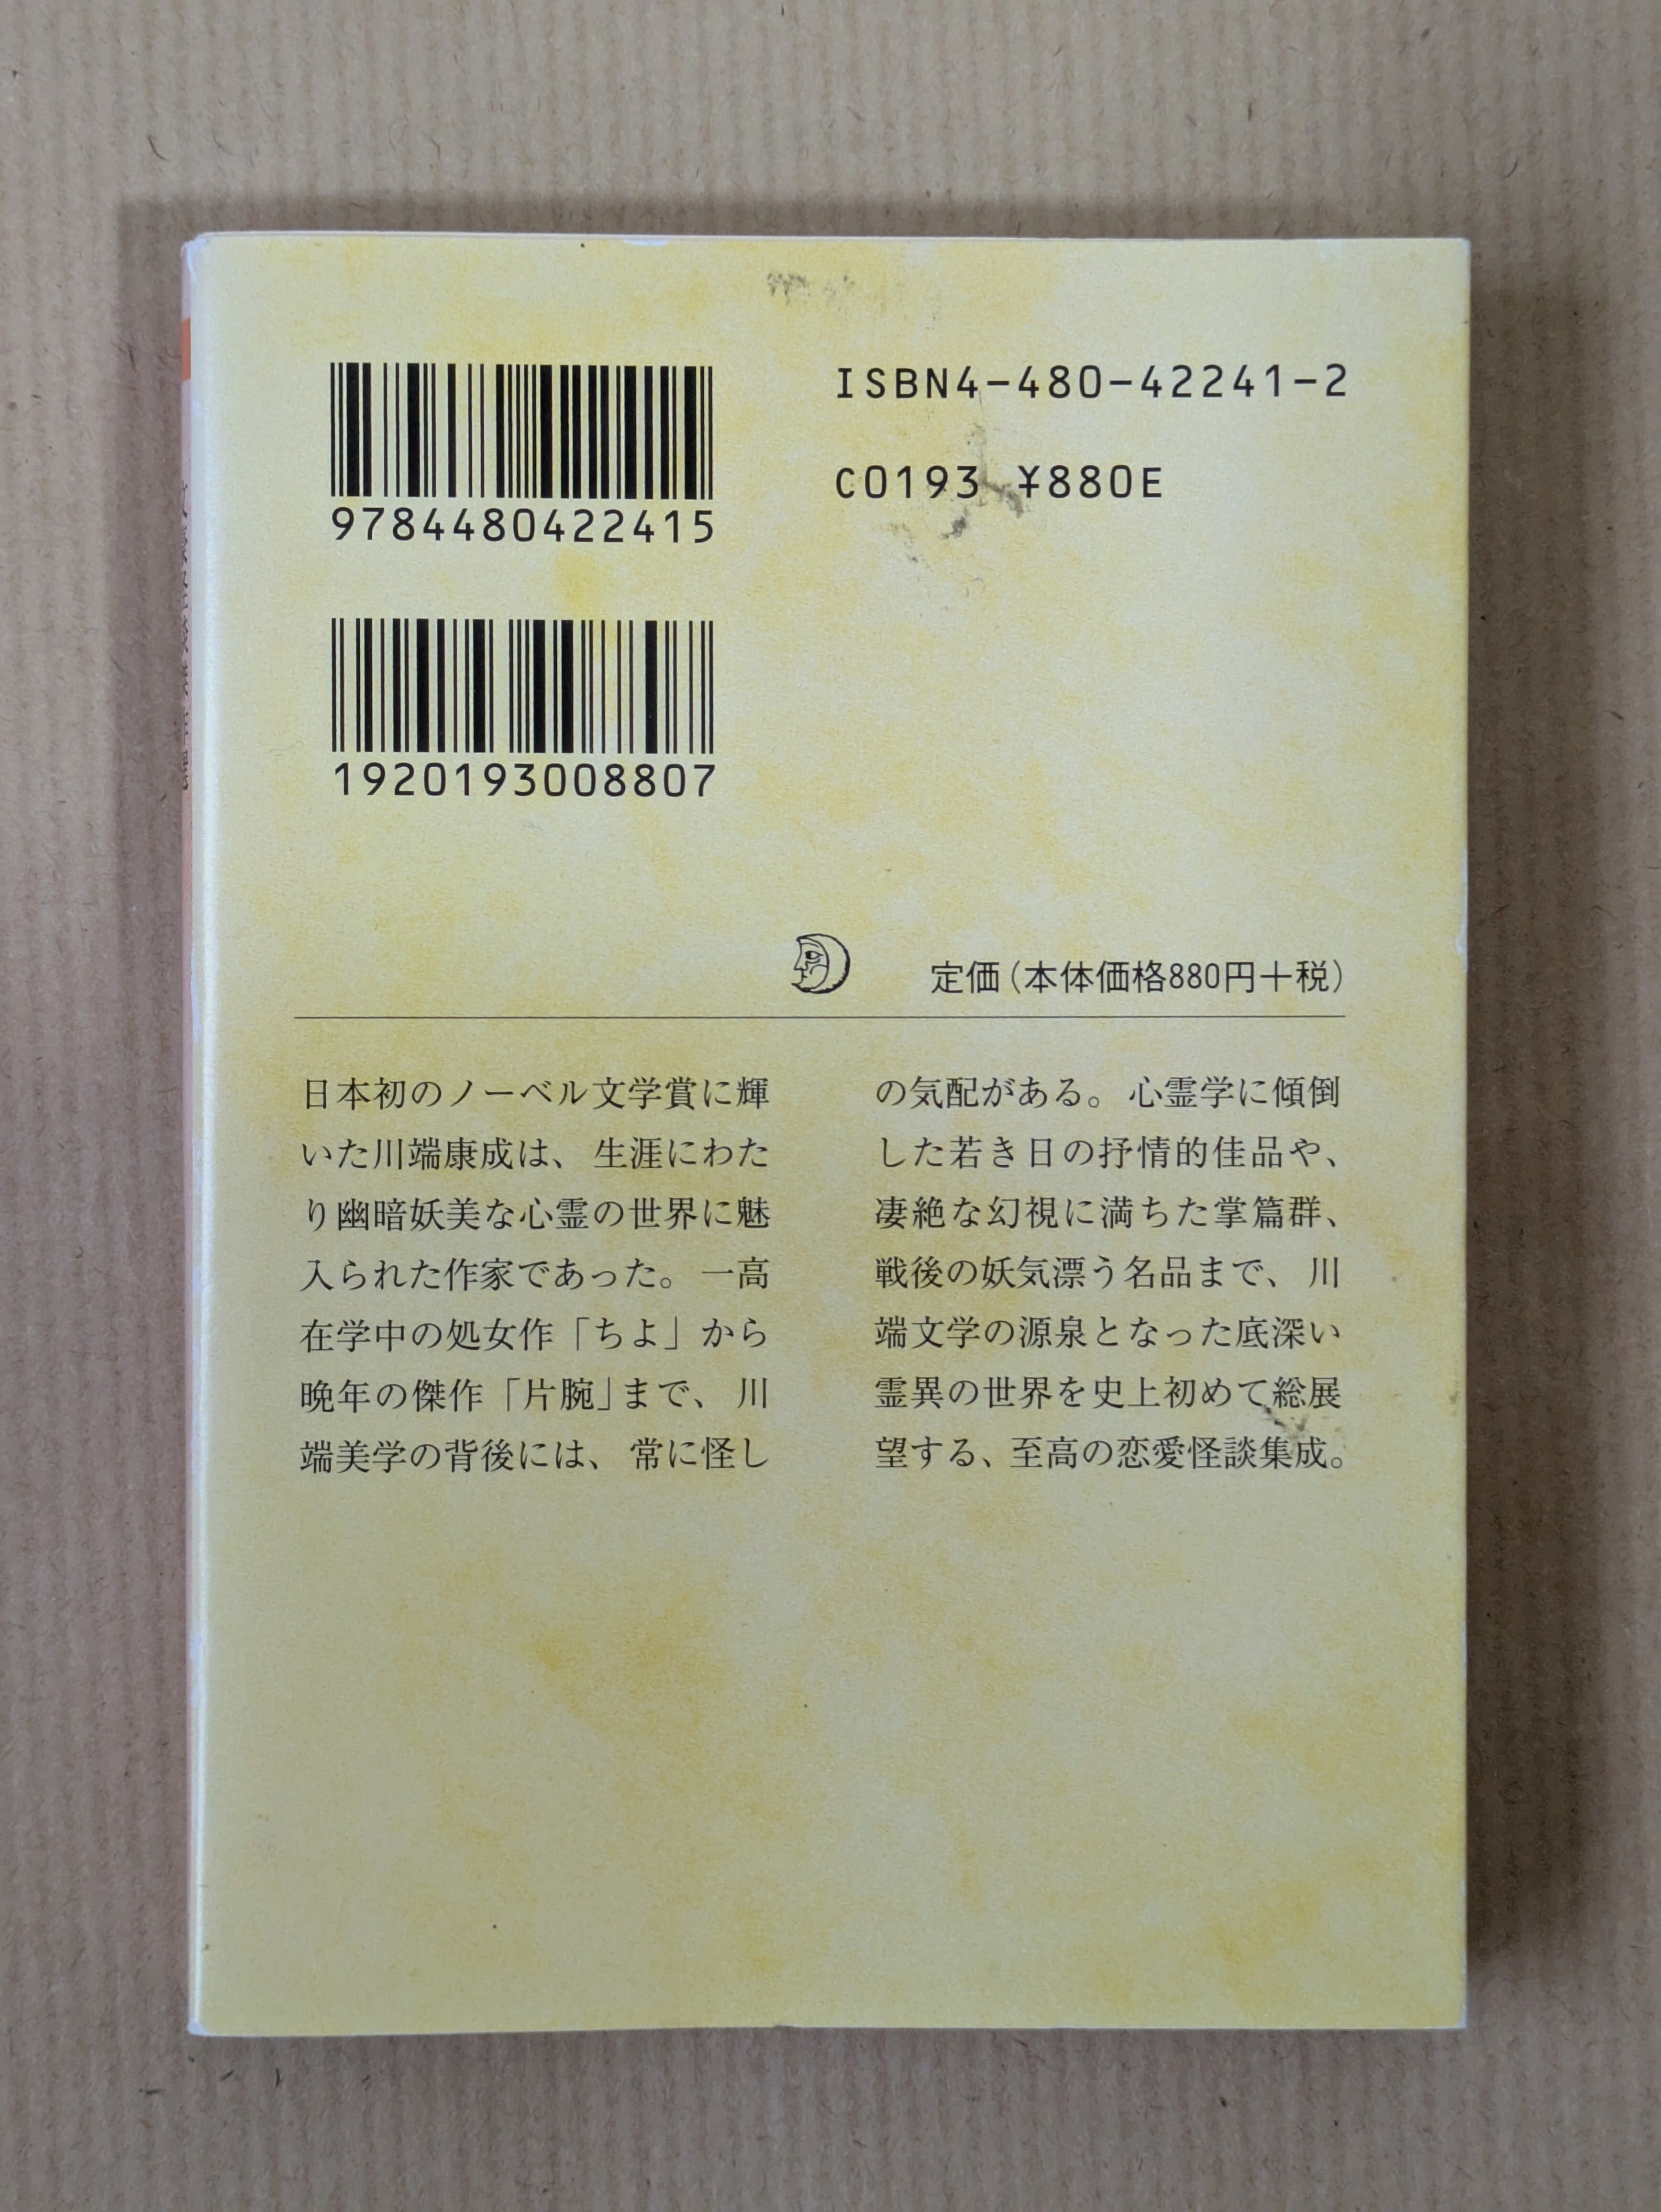 9784480422415
ISBN4-480-42241-2
C0193 ¥880E
1920193008807
定価(本体価格880円+税)
日本初のノーベル文学賞に輝
いた川端康成は、生涯にわた
り幽暗妖美な心霊の世界に魅
入られた作家であった。一高
在学中の処女作「ちよ」から
晩年の傑作「片腕」まで、川
端美学の背後には、常に怪し
の気配がある。心霊学に傾倒
した若き日の抒情的佳品や、
凄絶な幻視に満ちた掌篇群、
戦後の妖気漂う名品まで、川
端文学の源泉となった底深い
霊異の世界を史上初めて総展
望する、至高の恋愛怪談集成。